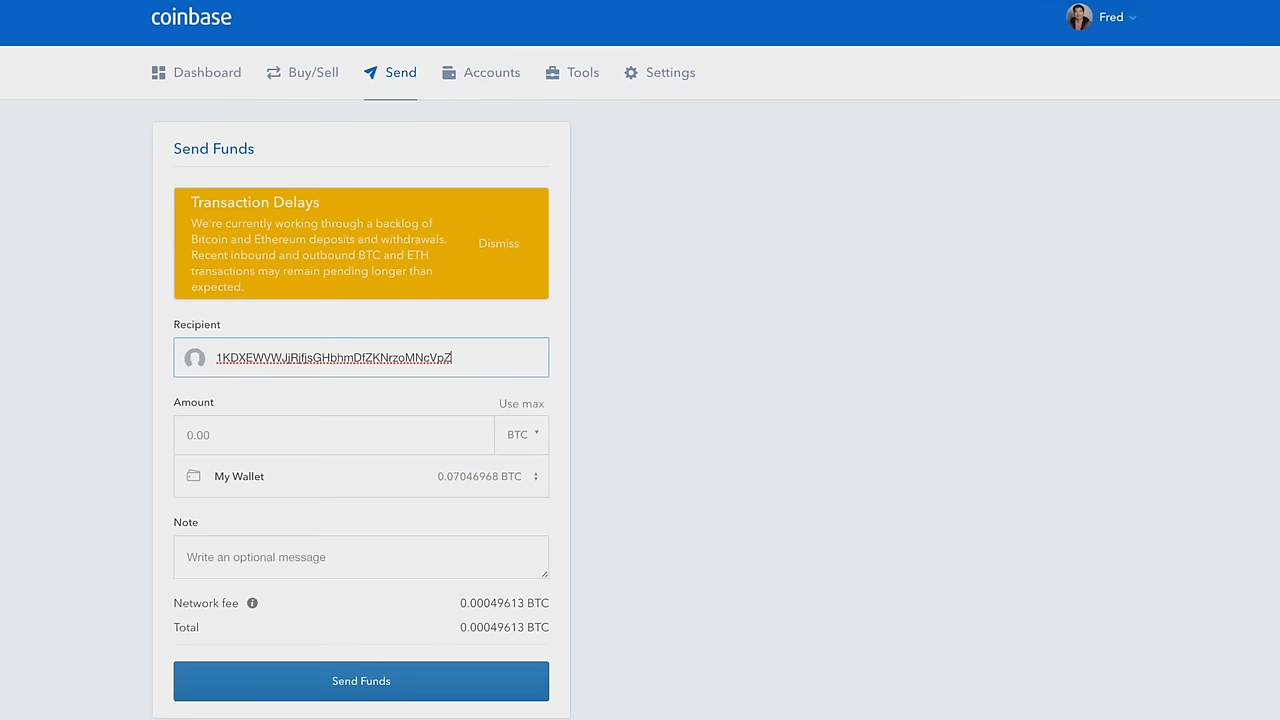 coinbase
Fred
Dashboard
Buy/Sell
Send
Accounts
Tools
Settings
Send Funds
Transaction Delays
We're currently working through a backlog of
Bitcoin and Ethereum deposits and withdrawals.
Recent inbound and outbound BTC and ETH
transactions may remain pending longer than
expected.
Dismiss
Recipient
1KDXEWVWJjRjfjsGHbhmDfZKNrzoMNcVpZ
Amount
Use max
0.00
BTC
My Wallet
0.07046968 BTC
Note
Write an optional message
Network fee
0.00049613 BTC
Total
0.00049613 BTC
Send Funds